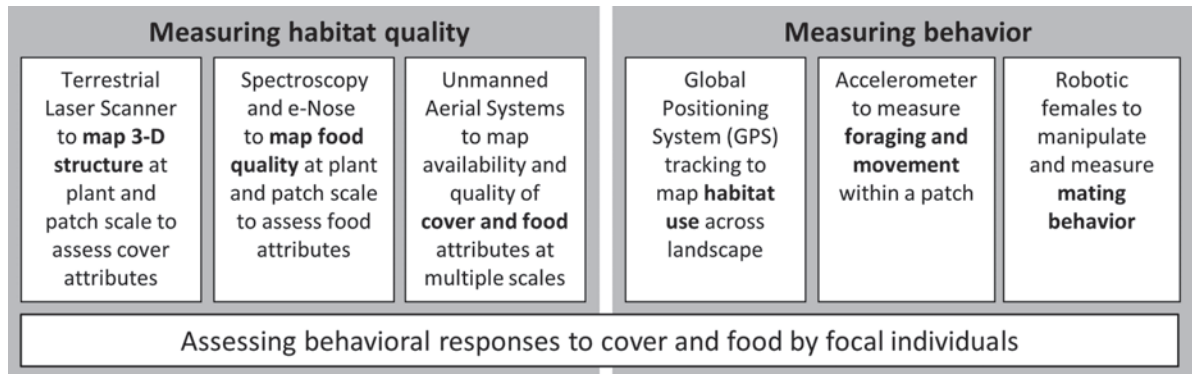 Measuring habitat quality
Terrestrial
Laser Scanner
to map 3-D
structure at
plant and
patch scale to
assess cover
attributes
Spectroscopy
and e-Nose
to map food
quality at plant
and patch scale
to assess food
attributes
Unmanned
Aerial Systems
to map
availability and
quality of
cover and food
attributes at
multiple scales
Measuring behavior
Global
Positioning
System (GPS)
tracking to
map habitat
use across
landscape
Accelerometer
to measure
foraging and
movement
within a patch
Robotic
females to
manipulate
and measure
mating
behavior
Assessing behavioral responses to cover and food by focal individuals